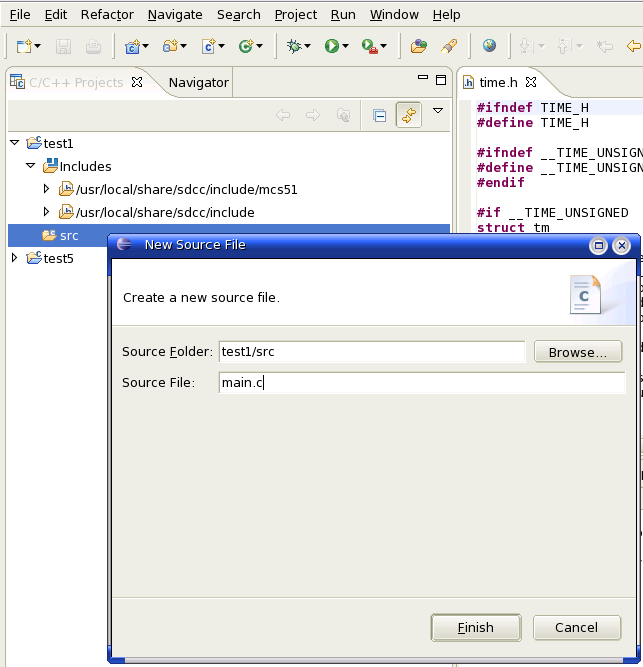 File Edit Refactor Navigate Search Project Run Window Help
C/C++ Projects Navigator
time.h
test1
Includes
/usr/local/share/sdcc/include/mcs51
/usr/local/share/sdcc/include
src
test5
#ifndef TIME_H
#define TIME_H
#ifndef __TIME_UNSIGN
#define __TIME_UNSIGN
#endif
#if __TIME_UNSIGNED
struct tm
New Source File
Create a new source file.
Source Folder: test1/src Browse...
Source File: main.c
Finish Cancel